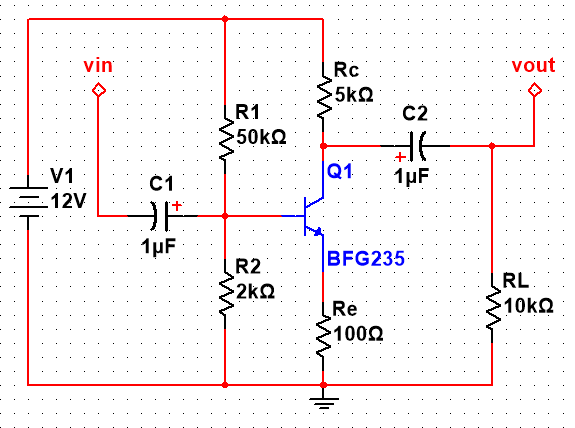 vin
Rc
5kΩ
vout
R1
50kΩ
C2
1µF
V1
12V
C1
1µF
Q1
BFG235
R2
2kΩ
RL
10kΩ
Re
100Ω